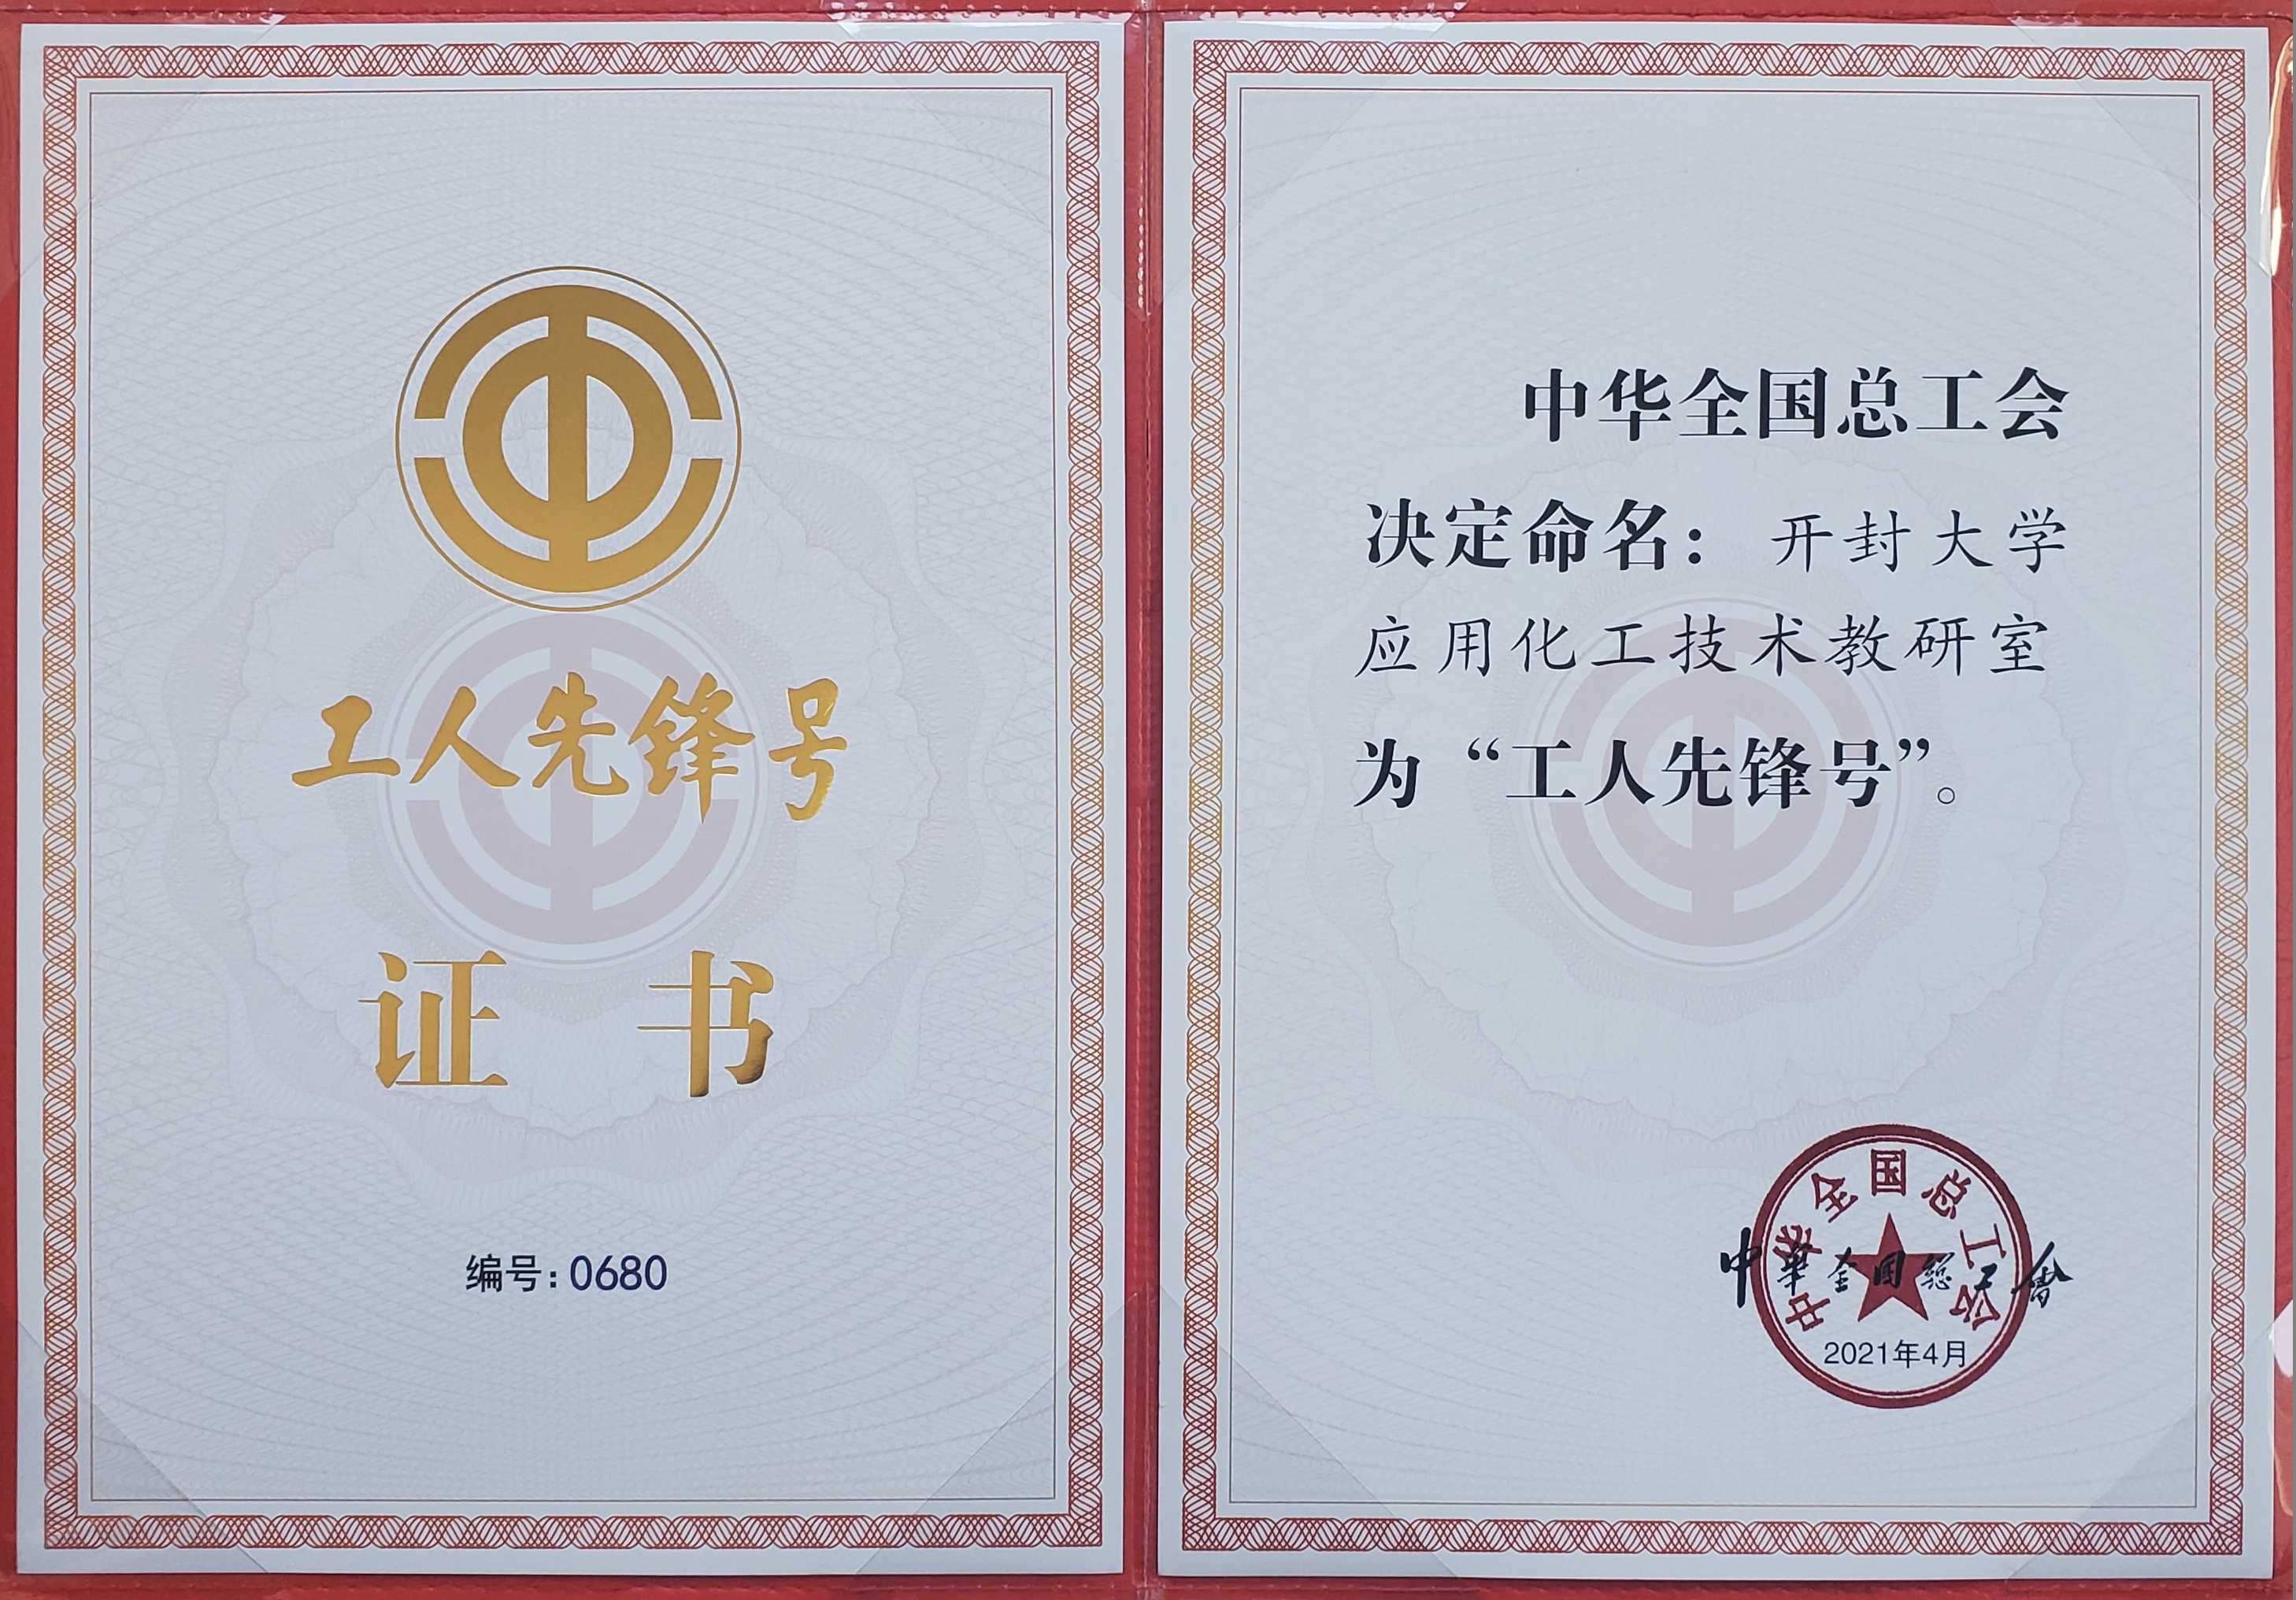 工人先锋号
证 书
编号：0680
中华全国总工会
决定命名：开封大学
应用化工技术教研室
为“工人先锋号”。
中华全国总工会
中華全国総工會
2021年4月